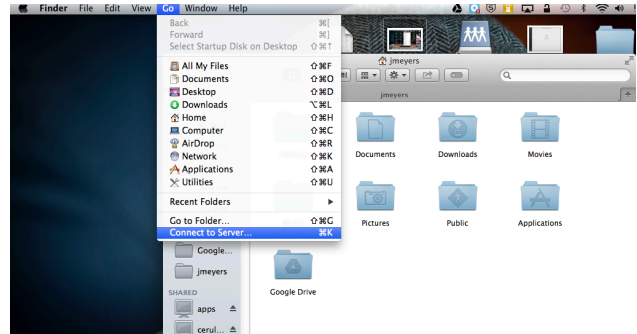 Finder File Edit View Go Window Help
Back ⌘[
Forward ⌘]
Select Startup Disk on Desktop ⇧⌘↑
All My Files ⇧⌘F
Documents ⇧⌘O
Desktop ⇧⌘D
Downloads ⌥⌘L
Home ⇧⌘H
Computer ⇧⌘C
AirDrop ⇧⌘R
Network ⇧⌘K
Applications ⇧⌘A
Utilities ⇧⌘U
Recent Folders ▶
Go to Folder... ⇧⌘G
Connect to Server... ⌘K
jmeyers
jmeyers
Documents Downloads Movies
Pictures Public Applications
Google Drive
Google...
jmeyers
SHARED
apps
cerul...